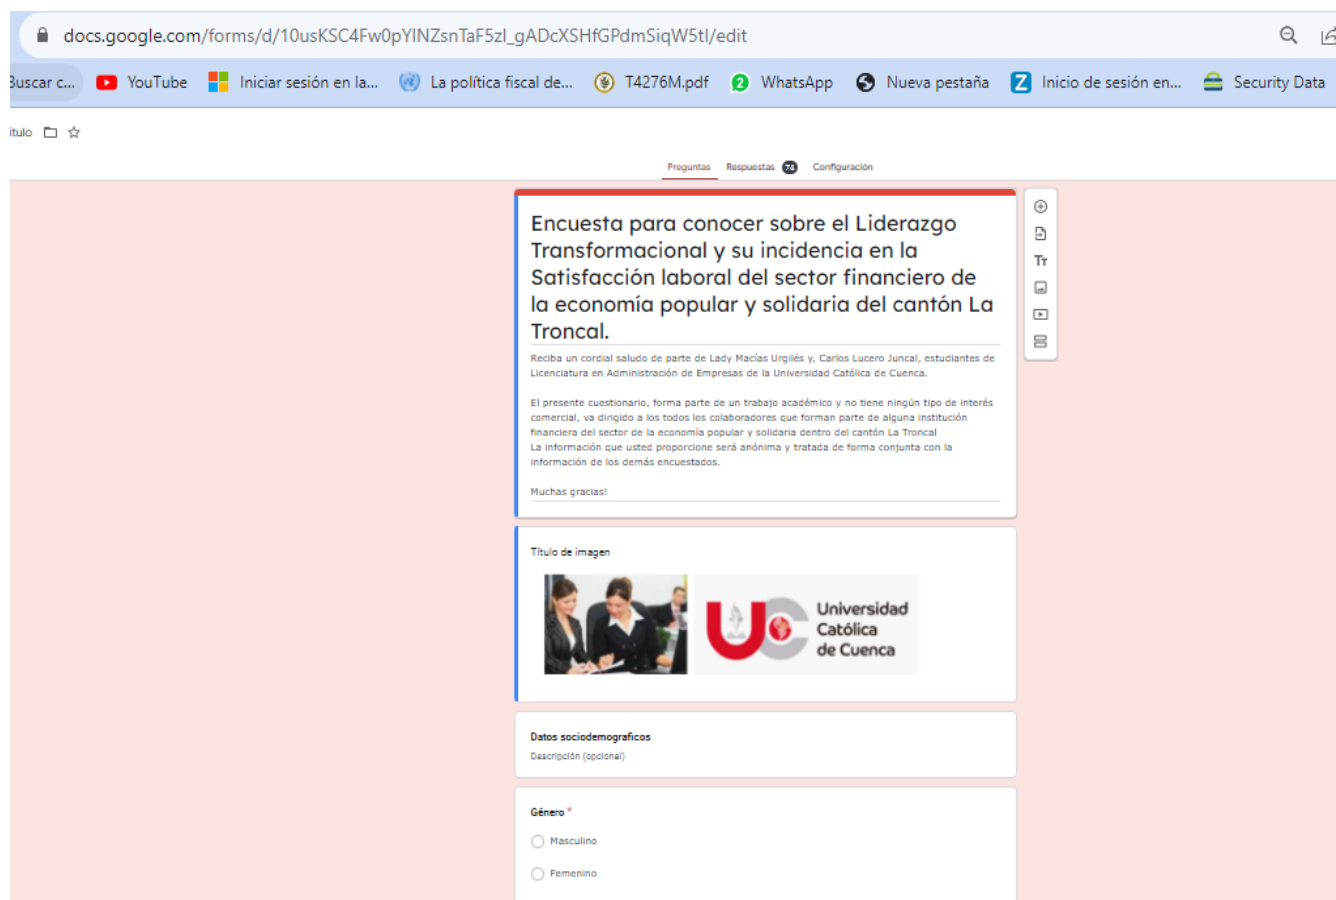 docs.google.com/forms/d/10usKSC4Fw0pYINZsnTaF5zI_gADcXSHfGPdmSiqW5tI/edit
Buscar c... YouTube Iniciar sesión en la... La política fiscal de... T4276M.pdf 2 WhatsApp Nueva pestaña Z Inicio de sesión en... Security Data
ítulo
Preguntas Respuestas 74 Configuración
Encuesta para conocer sobre el Liderazgo
Transformacional y su incidencia en la
Satisfacción laboral del sector financiero de
la economía popular y solidaria del cantón La
Troncal.
Reciba un cordial saludo de parte de Lady Macías Urgilés y, Carlos Lucero Juncal, estudiantes de
Licenciatura en Administración de Empresas de la Universidad Católica de Cuenca.
El presente cuestionario, forma parte de un trabajo académico y no tiene ningún tipo de interés
comercial, va dirigido a los todos los colaboradores que forman parte de alguna institución
financiera del sector de la economía popular y solidaria dentro del cantón La Troncal
La información que usted proporcione será anónima y tratada de forma conjunta con la
información de los demás encuestados.
Muchas gracias!
Tт
Título de imagen
UC Universidad
Católica
de Cuenca
Datos sociodemograficos
Descripción (opcional)
Género *
Masculino
Femenino